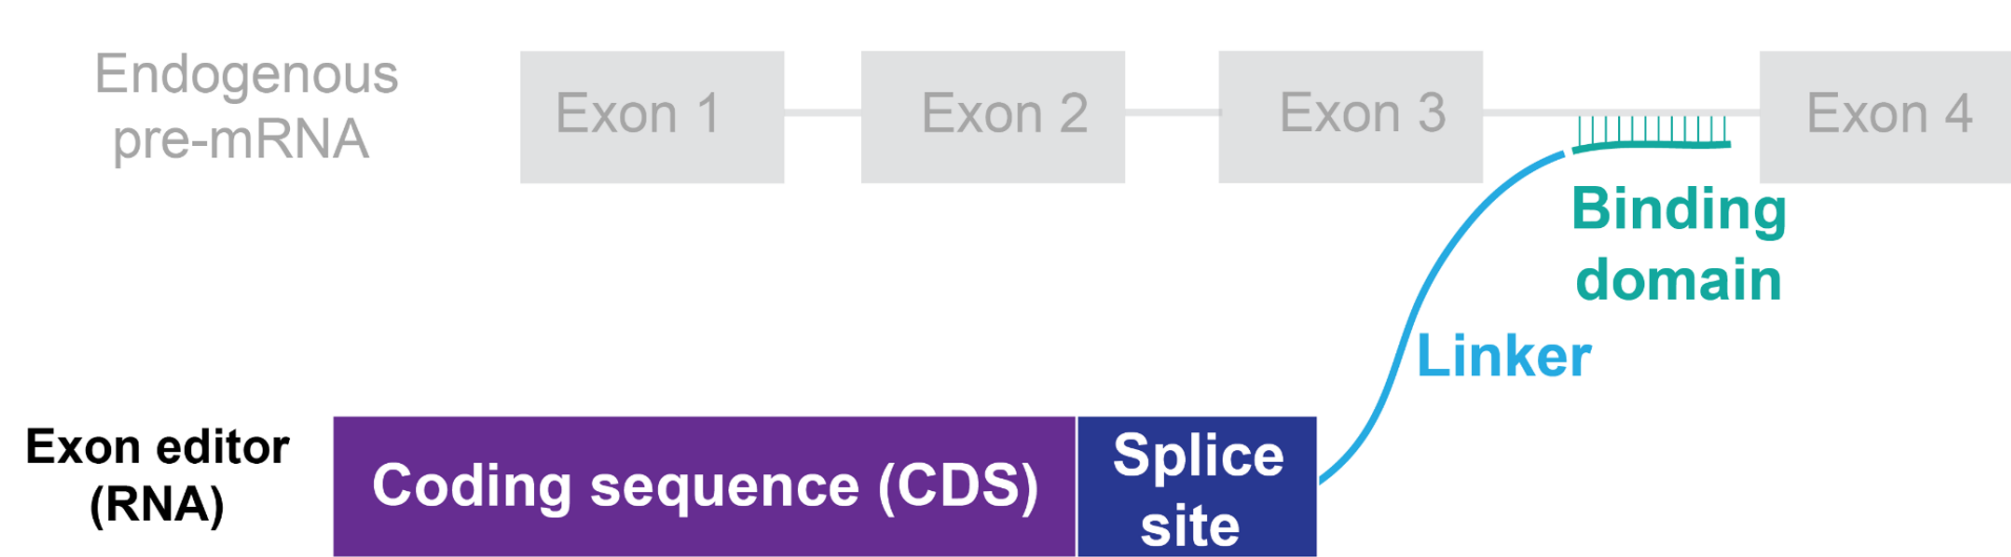 Endogenous
pre-mRNA
Exon 1
Exon 2
Exon 3
Exon 4
Binding
domain
Linker
Exon editor
(RNA)
Coding sequence (CDS)
Splice
site